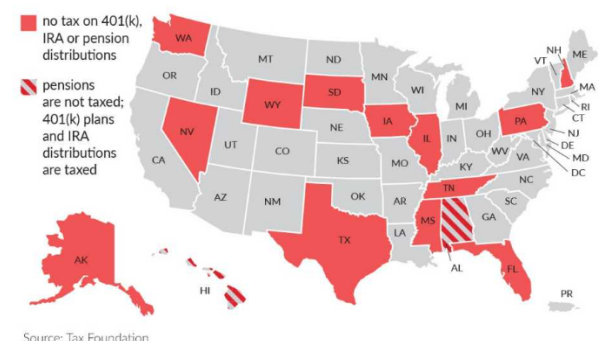 no tax on 401(k),
IRA or pension
distributions
pensions
are not taxed;
401(k) plans
and IRA
distributions
are taxed
WA
MT
ND
MN
VT
NH
ME
OR
ID
SD
WI
MI
NY
MA
RI
CT
WY
IA
PA
NJ
NV
NE
IL
IN
OH
DE
MD
DC
UT
CO
KS
MO
KY
WV
VA
CA
AZ
NM
OK
AR
TN
NC
SC
MS
GA
TX
LA
AL
FL
AK
HI
PR
Source: Tax Foundation